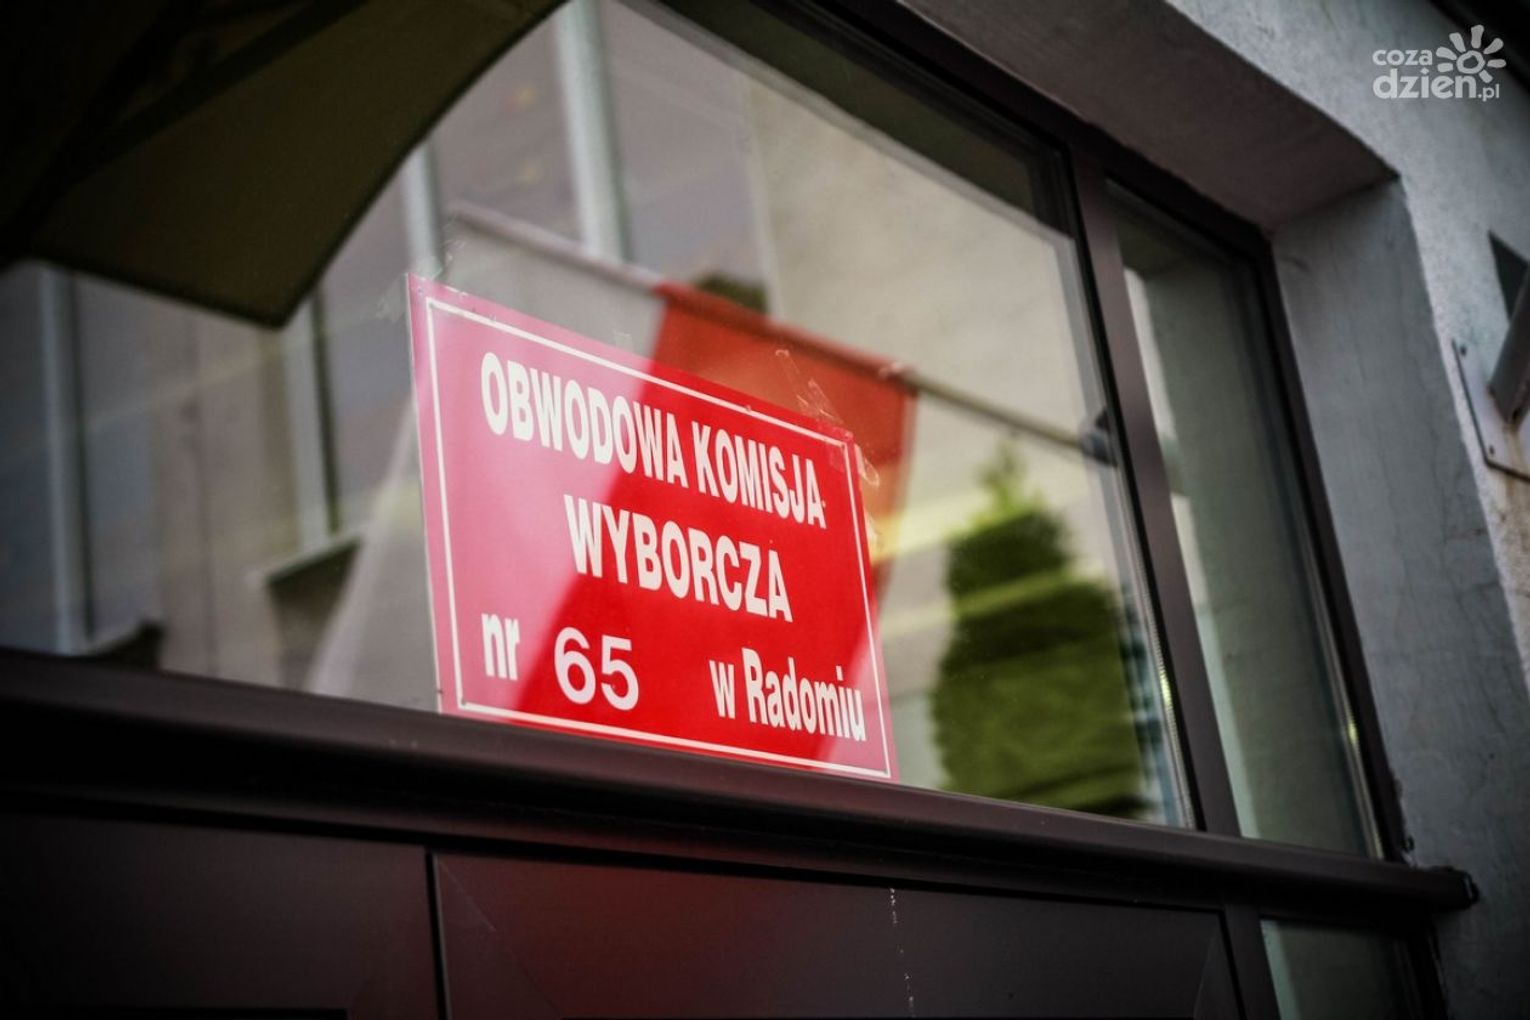 coza
dzien.pl
OBWODOWA KOMISJA
WYBORCZA
nr 65 w Radomiu